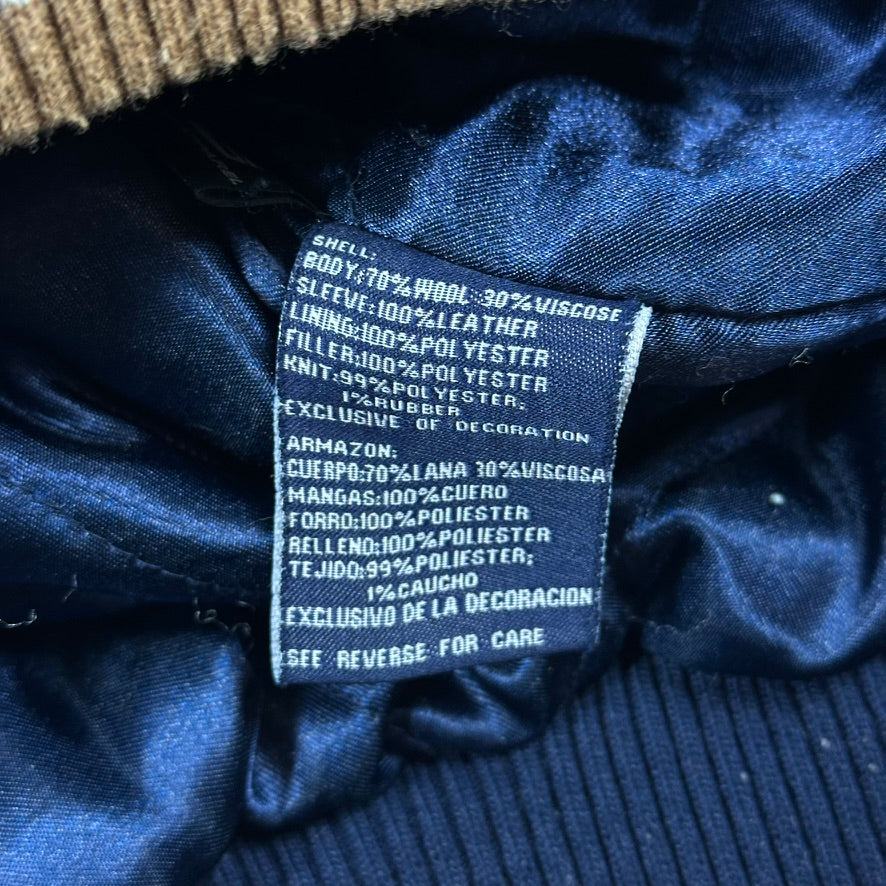 SHELL:
BODY:70%WOOL 30%VISCOSE
SLEEVE:100%LEATHER
LINING:100%POLYESTER
FILLER:100%POLYESTER
KNIT:99%POLYESTER;
1%RUBBER
EXCLUSIVE OF DECORATION
ARMAZON:
CUERPO:70%LANA 30%VISCOSA
MANGAS:100%CUERO
FORRO:100%POLIESTER
RELLENO:100%POLIESTER
TEJIDO:99%POLIESTER;
1%CAUCHO
EXCLUSIVO DE LA DECORACION
SEE REVERSE FOR CARE